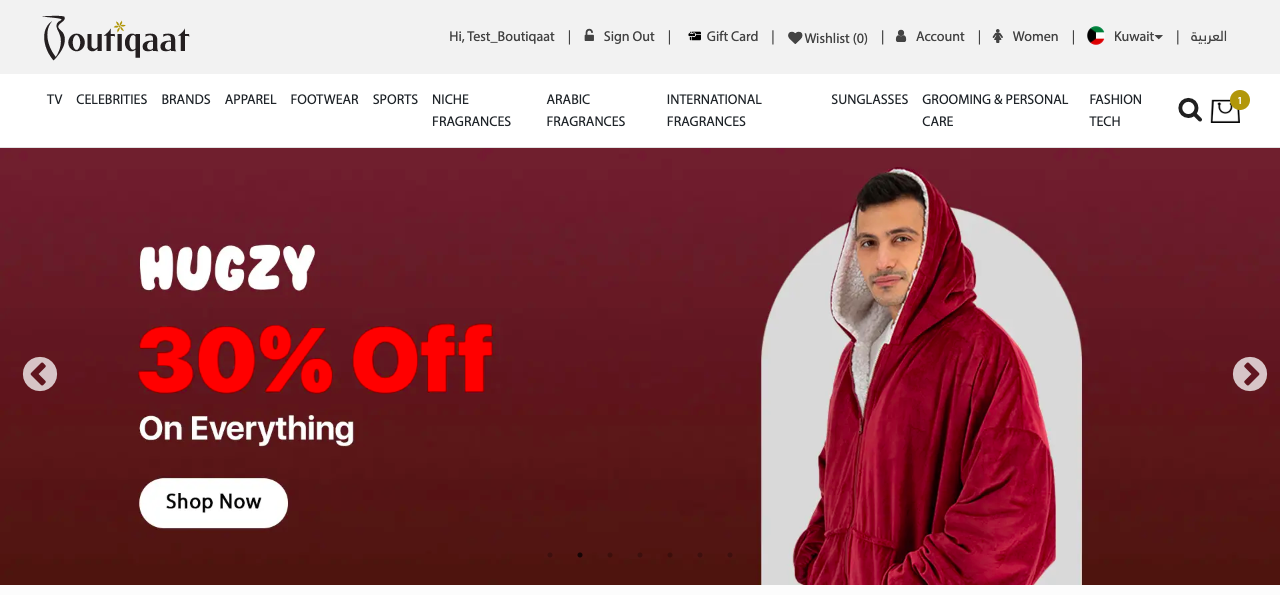 Boutiqaat
Hi, Test_Boutiqaat | Sign Out | Gift Card | Wishlist (0) | Account | Women | Kuwait | العربية
TV CELEBRITIES BRANDS APPAREL FOOTWEAR SPORTS NICHE FRAGRANCES ARABIC FRAGRANCES INTERNATIONAL FRAGRANCES SUNGLASSES GROOMING & PERSONAL CARE FASHION TECH
1
HUGZY
30% Off
On Everything
Shop Now